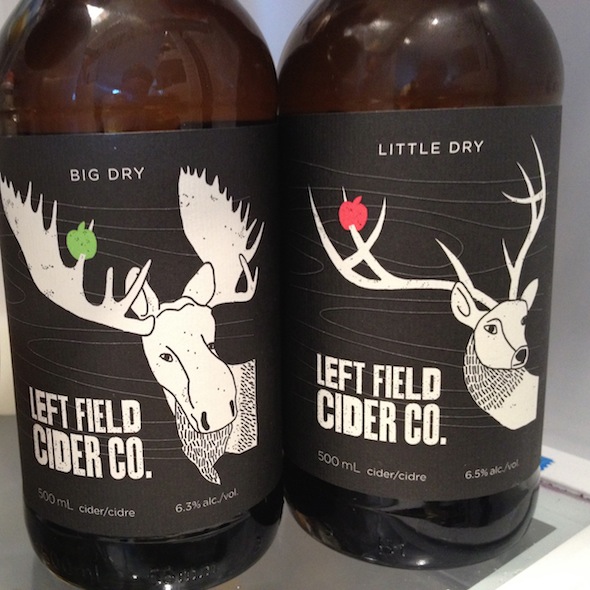 BIG DRY
LEFT FIELD
CIDER CO.
500 mL cider/cidre 6.3% alc./vol.
LITTLE DRY
LEFT FIELD
CIDER CO.
500 mL cider/cidre 6.5% alc./vol.